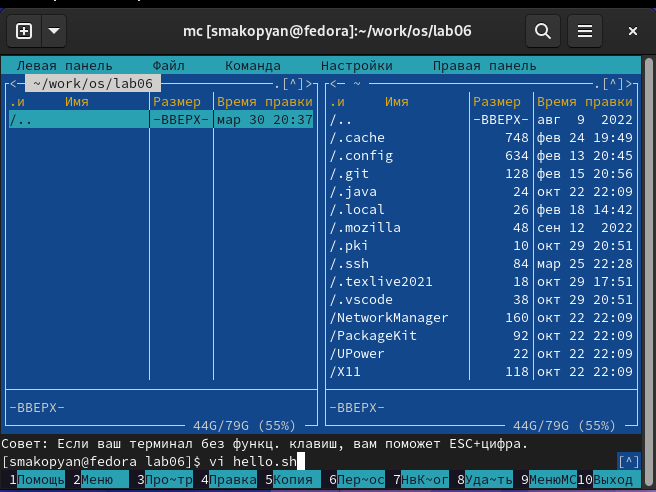 mc [smakopyan@fedora]:~/work/os/lab06
Левая панель Файл Команда Настройки Правая панель
<— ~/work/os/lab06 .[^]>
.и Имя Размер Время правки
/.. -ВВЕРХ- мар 30 20:37
-ВВЕРХ-
44G/79G (55%)
<— ~ .[^]>
.и Имя Размер Время правки
/.. -ВВЕРХ- авг 9 2022
/.cache 748 фев 24 19:49
/.config 634 фев 13 20:45
/.git 128 фев 15 20:56
/.java 24 окт 22 22:09
/.local 26 фев 18 14:42
/.mozilla 48 сен 12 2022
/.pki 10 окт 29 20:51
/.ssh 84 мар 25 22:28
/.texlive2021 18 окт 29 17:51
/.vscode 38 окт 29 20:51
/NetworkManager 160 окт 22 22:09
/PackageKit 92 окт 22 22:09
/UPower 22 окт 22 22:09
/X11 118 окт 22 22:09
-ВВЕРХ-
44G/79G (55%)
Совет: Если ваш терминал без функц. клавиш, вам поможет ESC+цифра.
[smakopyan@fedora lab06]$ vi hello.sh [^]
1Помощь 2Меню 3Про~тр 4Правка 5Копия 6Пер~ос 7НвК~ог 8Уда~ть 9МенюMC 10Выход